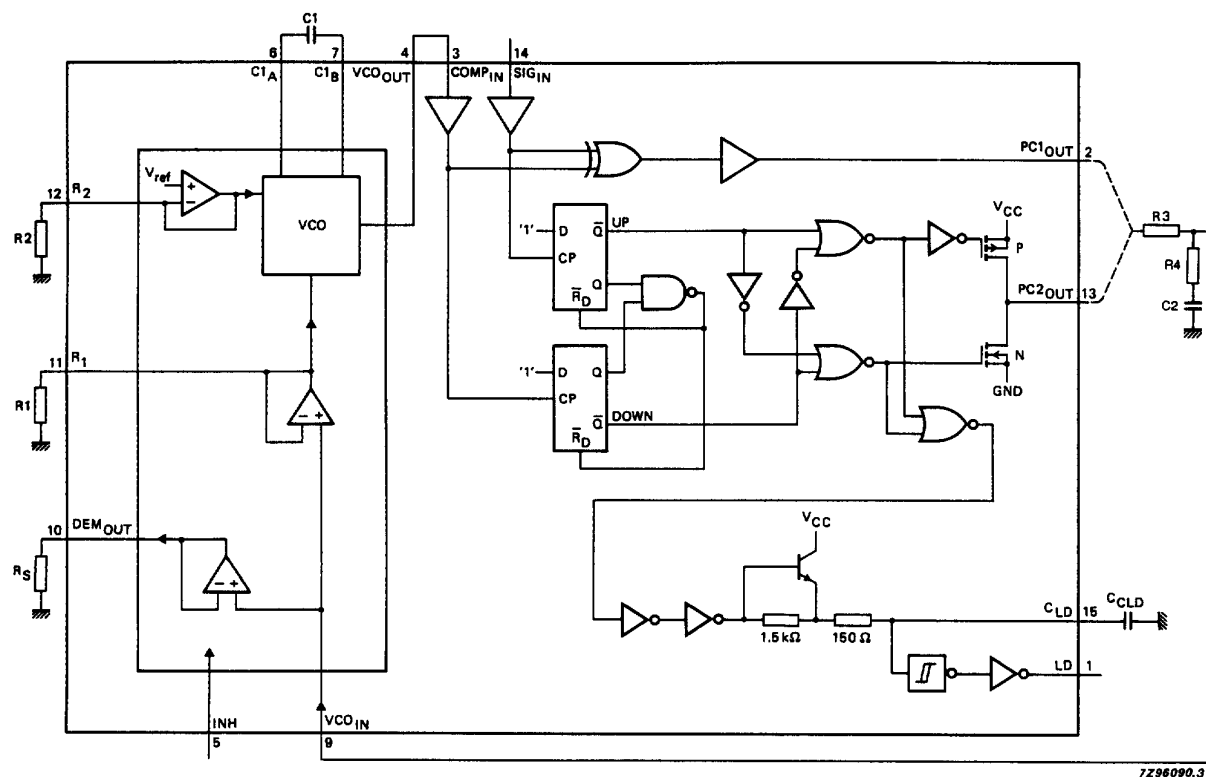 C1
6 7 4 3 14
C1A C1B VCOOUT COMPIN SIGIN
PC1OUT 2
Vref
+
−
12 R2
R2
VCO
'1' D Q̅ UP
CP
Q
R̅D
VCC
P
R3
R4
C2
PC2OUT 13
11 R1
R1
− +
'1' D Q
CP
Q̅ DOWN
R̅D
N
GND
10 DEMOUT
RS
− +
VCC
1.5 kΩ 150 Ω
CLD 15
CCLD
LD 1
INH
5
VCOIN
9
7Z96090.3